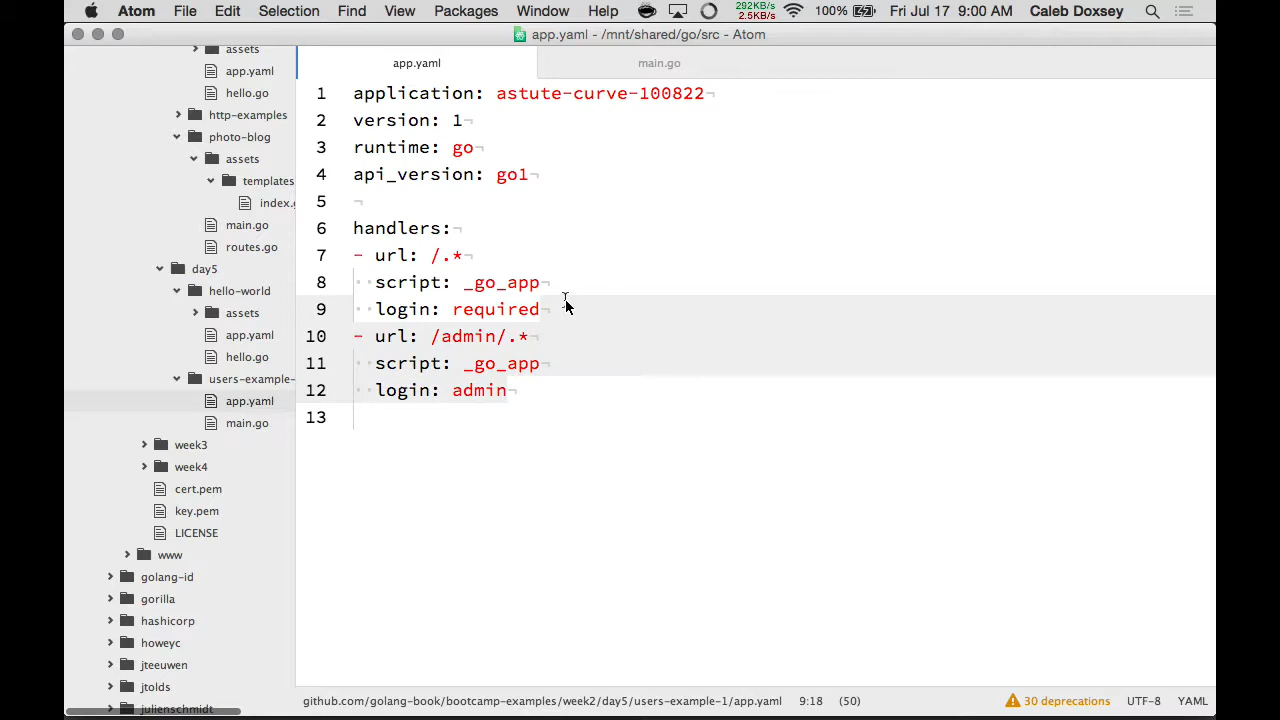 Atom File Edit Selection Find View Packages Window Help 292KB/s 2.5KB/s 100% Fri Jul 17 9:00 AM Caleb Doxsey
app.yaml - /mnt/shared/go/src - Atom
assets
app.yaml
hello.go
http-examples
photo-blog
assets
templates
index.g
main.go
routes.go
day5
hello-world
assets
app.yaml
hello.go
users-example-
app.yaml
main.go
week3
week4
cert.pem
key.pem
LICENSE
www
golang-id
gorilla
hashicorp
howeyc
jteeuwen
jtolds
julienschmidt
app.yaml main.go
1 application: astute-curve-100822
2 version: 1
3 runtime: go
4 api_version: go1
5
6 handlers:
7 - url: /.*
8 script: _go_app
9 login: required
10 - url: /admin/.*
11 script: _go_app
12 login: admin
13
github.com/golang-book/bootcamp-examples/week2/day5/users-example-1/app.yaml 9:18 (50) 30 deprecations UTF-8 YAML